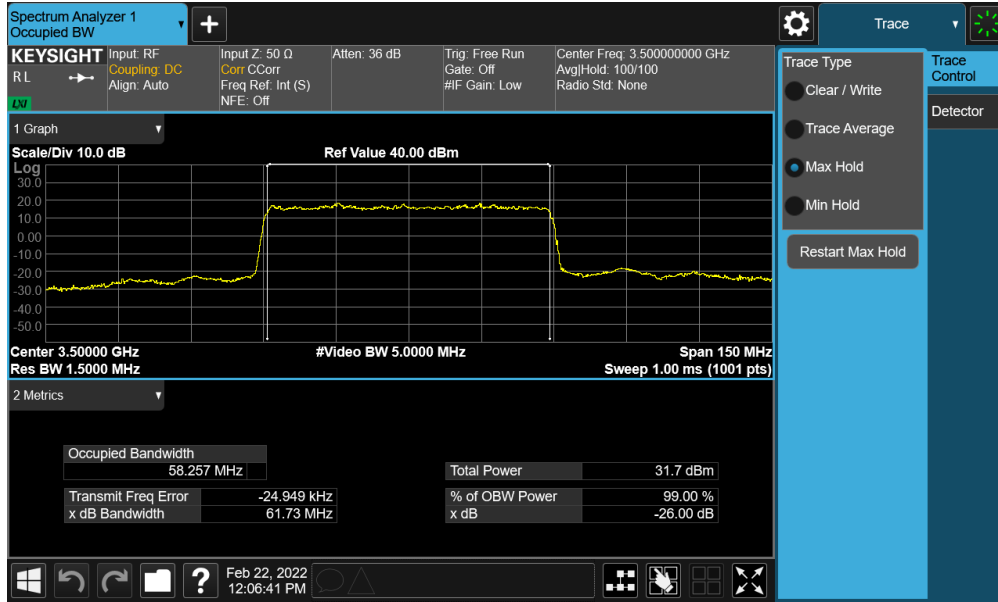 Spectrum Analyzer 1
Occupied BW
+
Trace
KEYSIGHT
R L
LXI
Input: RF
Coupling: DC
Align: Auto
Input Z: 50 Ω
Corr CCorr
Freq Ref: Int (S)
NFE: Off
Atten: 36 dB
Trig: Free Run
Gate: Off
#IF Gain: Low
Center Freq: 3.500000000 GHz
Avg|Hold: 100/100
Radio Std: None
Trace Type
Clear / Write
Trace Average
Max Hold
Min Hold
Restart Max Hold
Trace
Control
Detector
1 Graph
Scale/Div 10.0 dB
Ref Value 40.00 dBm
Log
30.0
20.0
10.0
0.00
-10.0
-20.0
-30.0
-40.0
-50.0
Center 3.50000 GHz
#Video BW 5.0000 MHz
Span 150 MHz
Res BW 1.5000 MHz
Sweep 1.00 ms (1001 pts)
2 Metrics
Occupied Bandwidth
58.257 MHz
Total Power 31.7 dBm
Transmit Freq Error -24.949 kHz
% of OBW Power 99.00 %
x dB Bandwidth 61.73 MHz
x dB -26.00 dB
?
Feb 22, 2022
12:06:41 PM